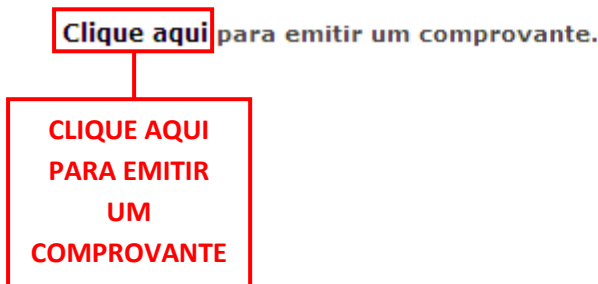 Clique aqui para emitir um comprovante.
CLIQUE AQUI
PARA EMITIR
UM
COMPROVANTE